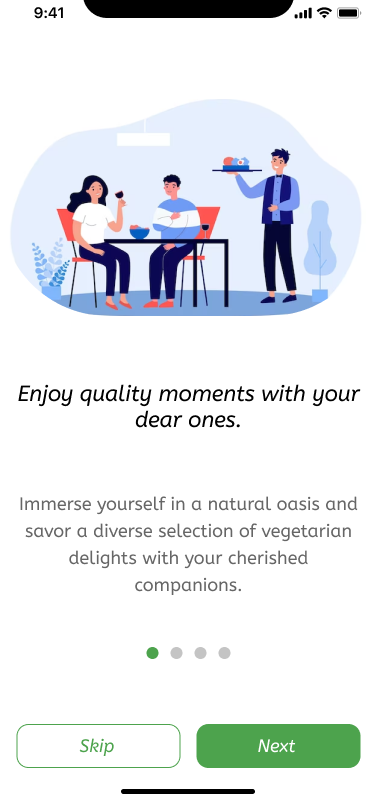 9:41
Enjoy quality moments with your
dear ones.
Immerse yourself in a natural oasis and
savor a diverse selection of vegetarian
delights with your cherished
companions.
Skip
Next